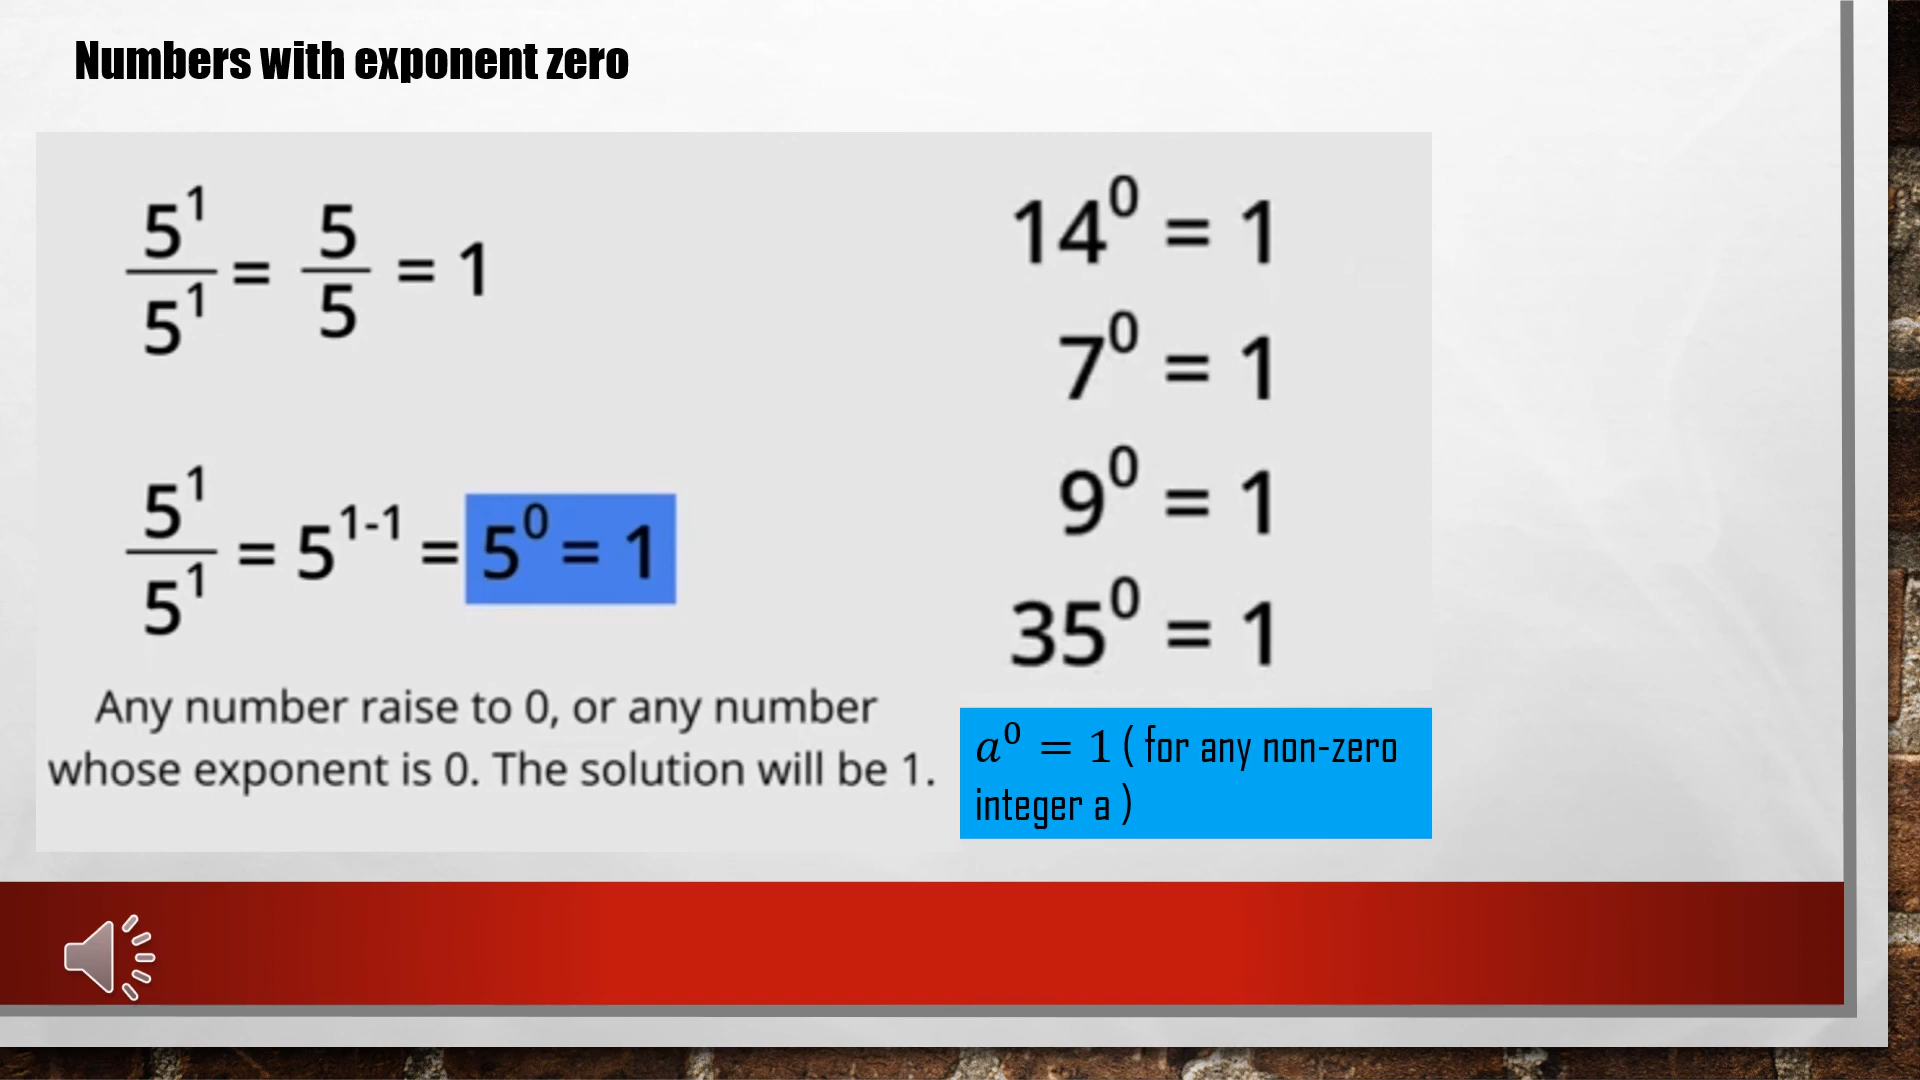 Numbers with exponent zero
5¹/5¹ = 5/5 = 1
5¹/5¹ = 5¹⁻¹ = 5⁰ = 1
Any number raise to 0, or any number
whose exponent is 0. The solution will be 1.
14⁰ = 1
7⁰ = 1
9⁰ = 1
35⁰ = 1
a⁰ = 1 ( for any non-zero
integer a )